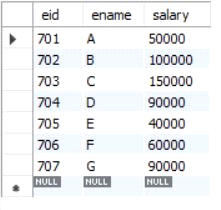 eid ename salary
701 A 50000
702 B 100000
703 C 150000
704 D 90000
705 E 40000
706 F 60000
707 G 90000
NULL NULL NULL